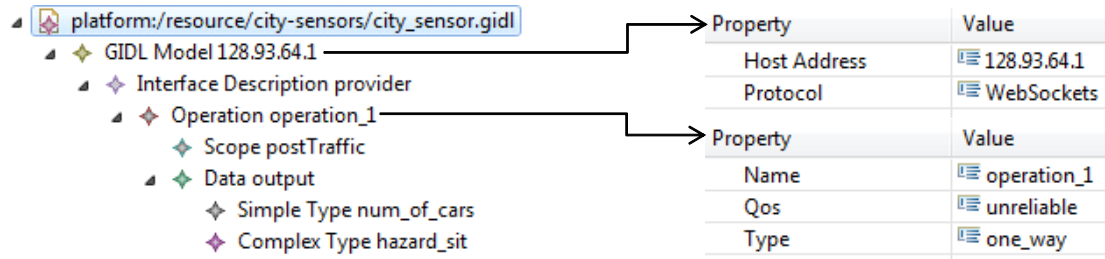 platform:/resource/city-sensors/city_sensor.gidl
GIDL Model 128.93.64.1
Interface Description provider
Operation operation_1
Scope postTraffic
Data output
Simple Type num_of_cars
Complex Type hazard_sit
Property Value
Host Address 128.93.64.1
Protocol WebSockets
Property Value
Name operation_1
Qos unreliable
Type one_way